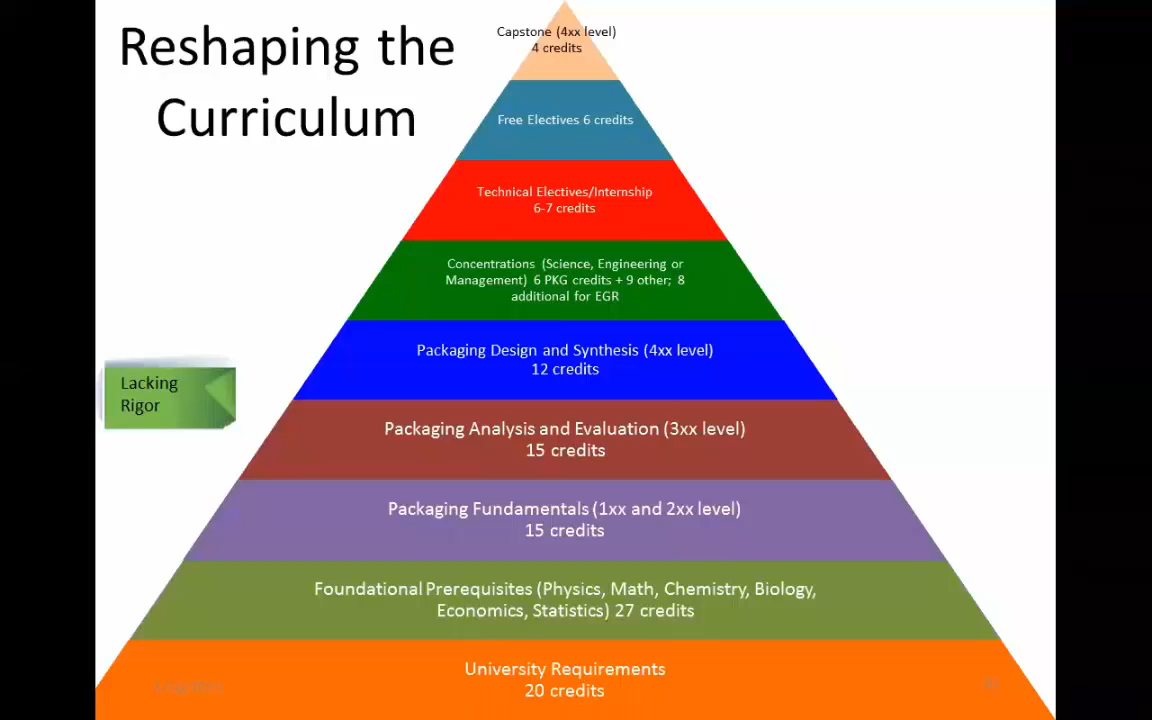 Reshaping the
Curriculum
Capstone (4xx level)
4 credits
Free Electives 6 credits
Technical Electives/Internship
6-7 credits
Concentrations (Science, Engineering or
Management) 6 PKG credits + 9 other; 8
additional for EGR
Packaging Design and Synthesis (4xx level)
12 credits
Lacking
Rigor
Packaging Analysis and Evaluation (3xx level)
15 credits
Packaging Fundamentals (1xx and 2xx level)
15 credits
Foundational Prerequisites (Physics, Math, Chemistry, Biology,
Economics, Statistics) 27 credits
University Requirements
20 credits